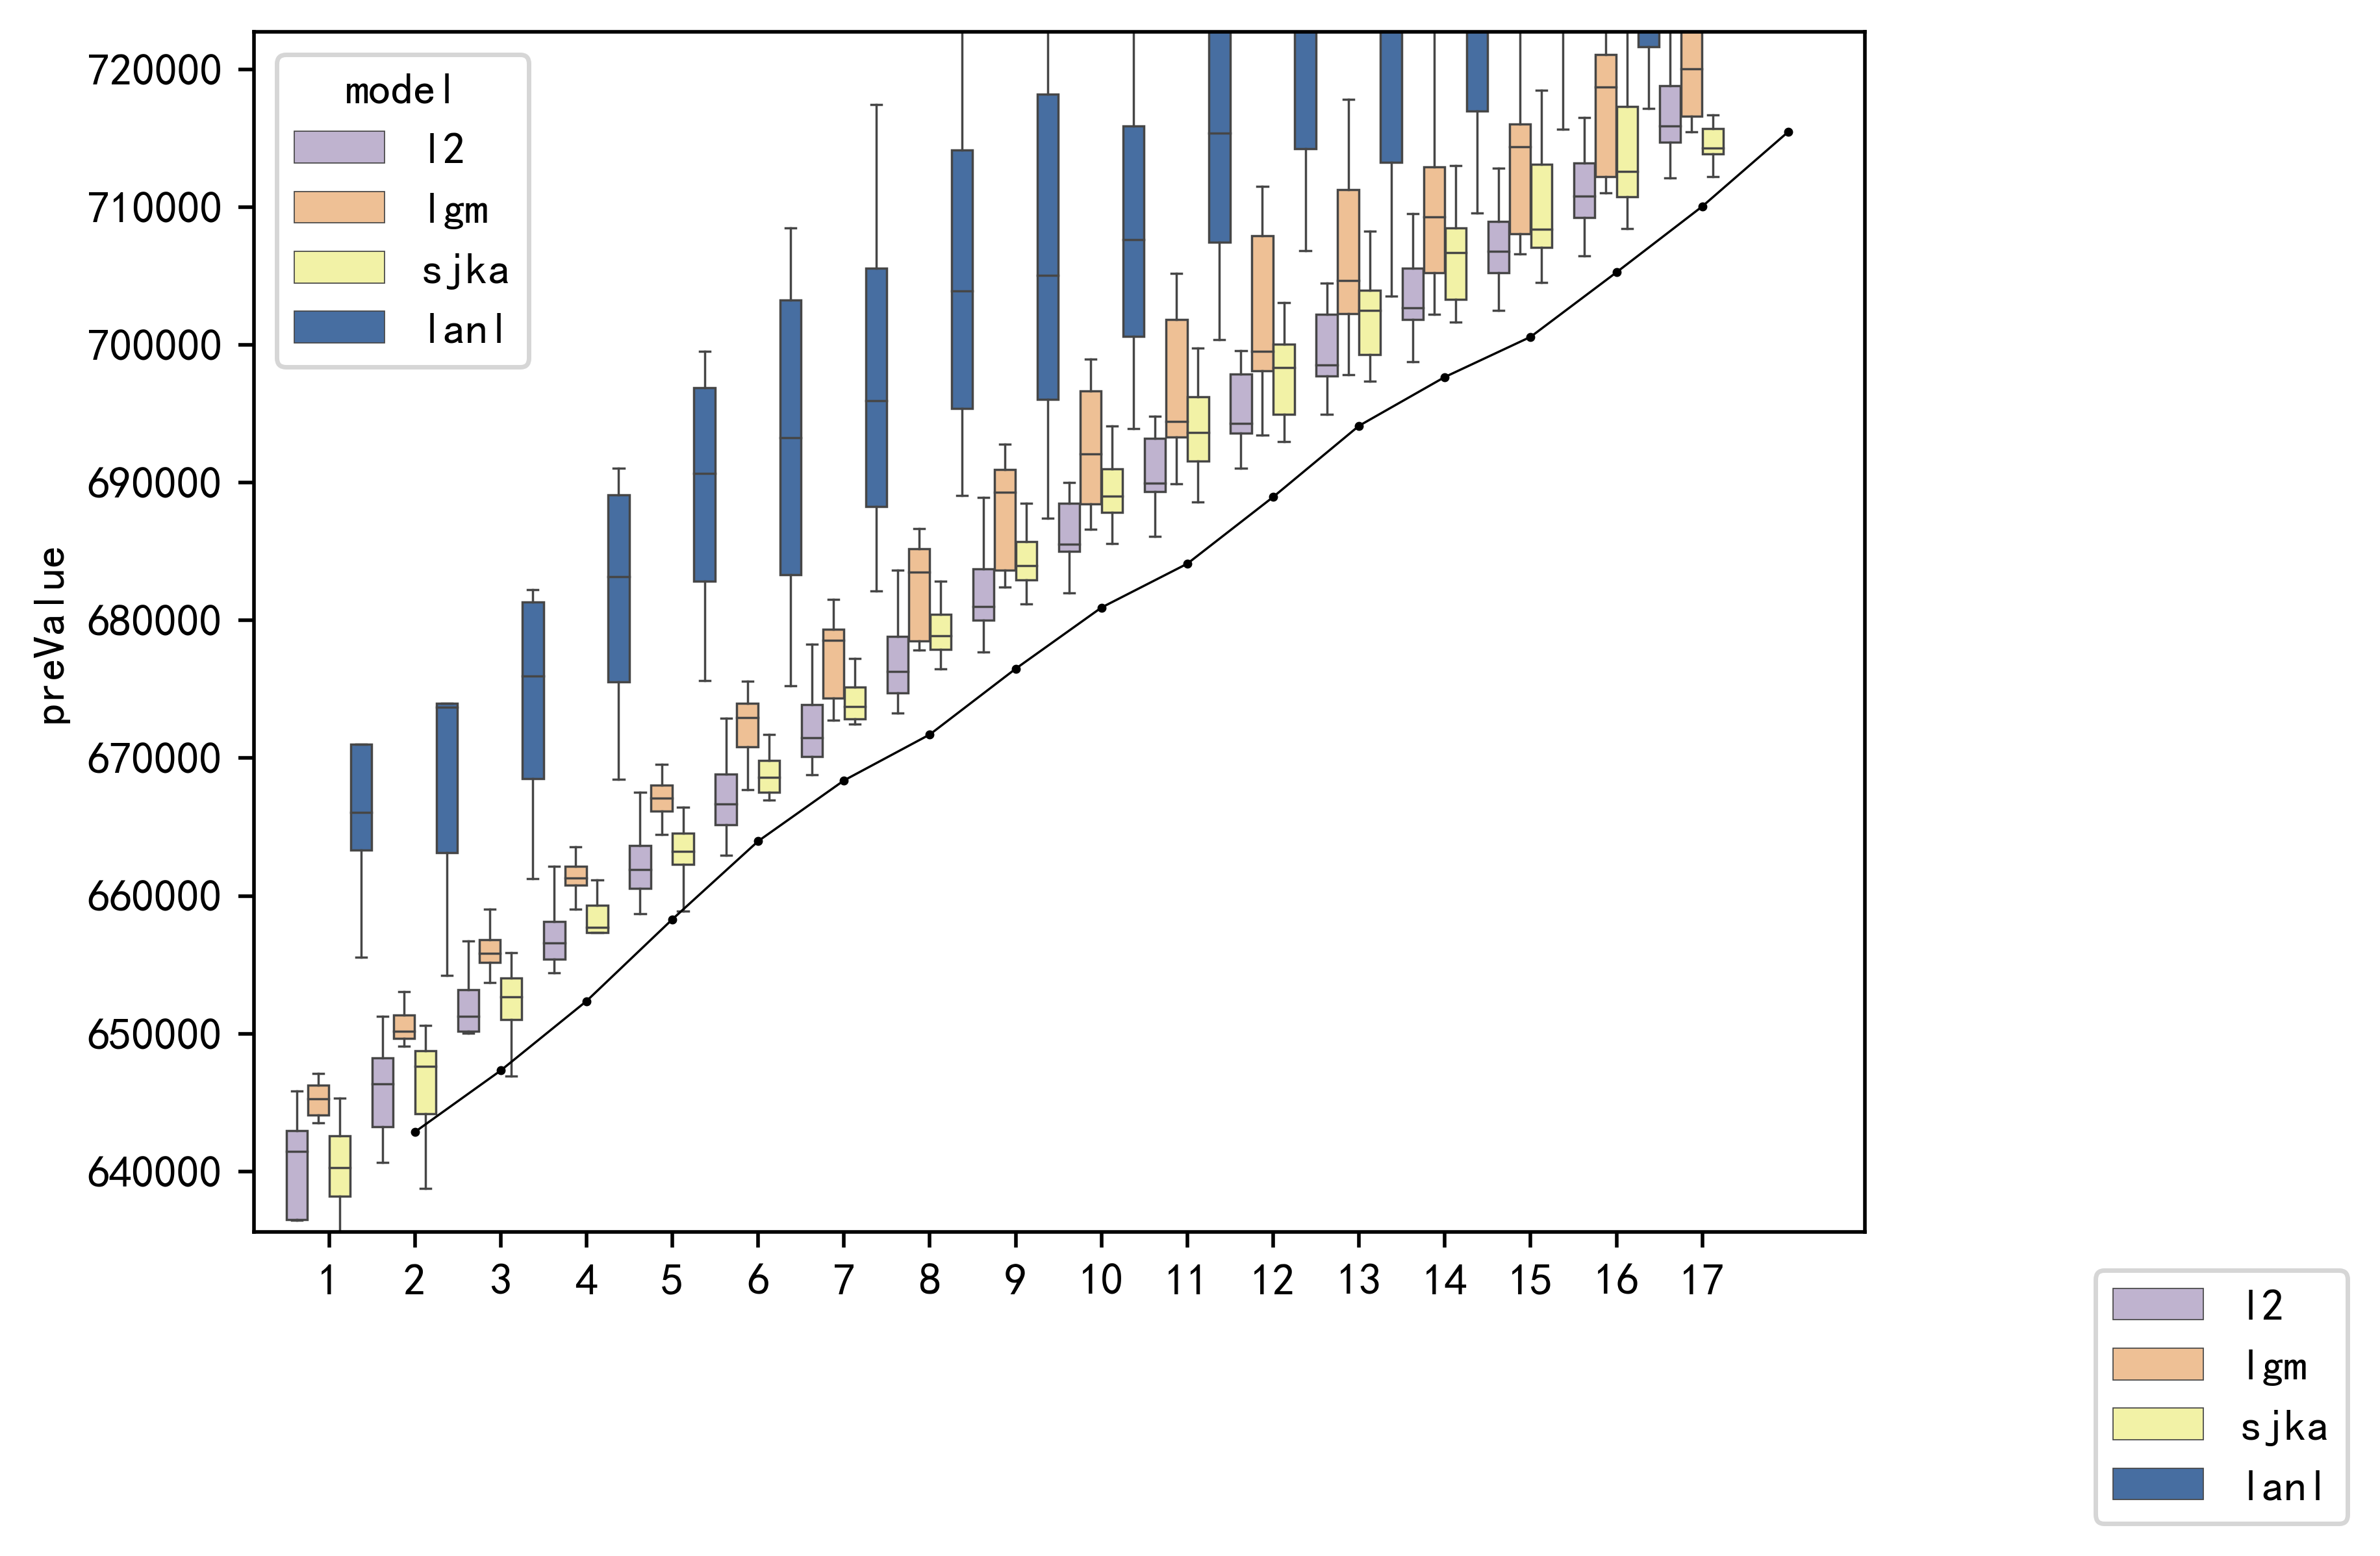 preValue
720000
710000
700000
690000
680000
670000
660000
650000
640000
model
l2
lgm
sjka
lanl
1 2 3 4 5 6 7 8 9 10 11 12 13 14 15 16 17
l2
lgm
sjka
lanl